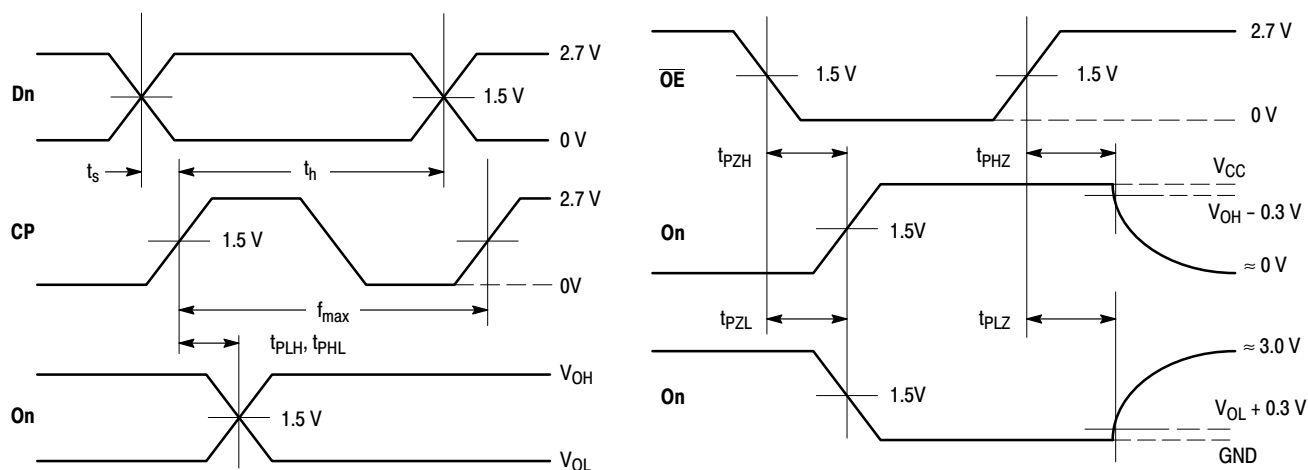 Dn
2.7 V
1.5 V
0 V
ts
th
CP
2.7 V
1.5 V
0V
fmax
tPLH, tPHL
On
VOH
1.5 V
VOL
OE
2.7 V
1.5 V
1.5 V
0 V
tPZH
tPHZ
VCC
VOH − 0.3 V
On
1.5V
≈ 0 V
tPZL
tPLZ
≈ 3.0 V
On
1.5V
VOL + 0.3 V
GND